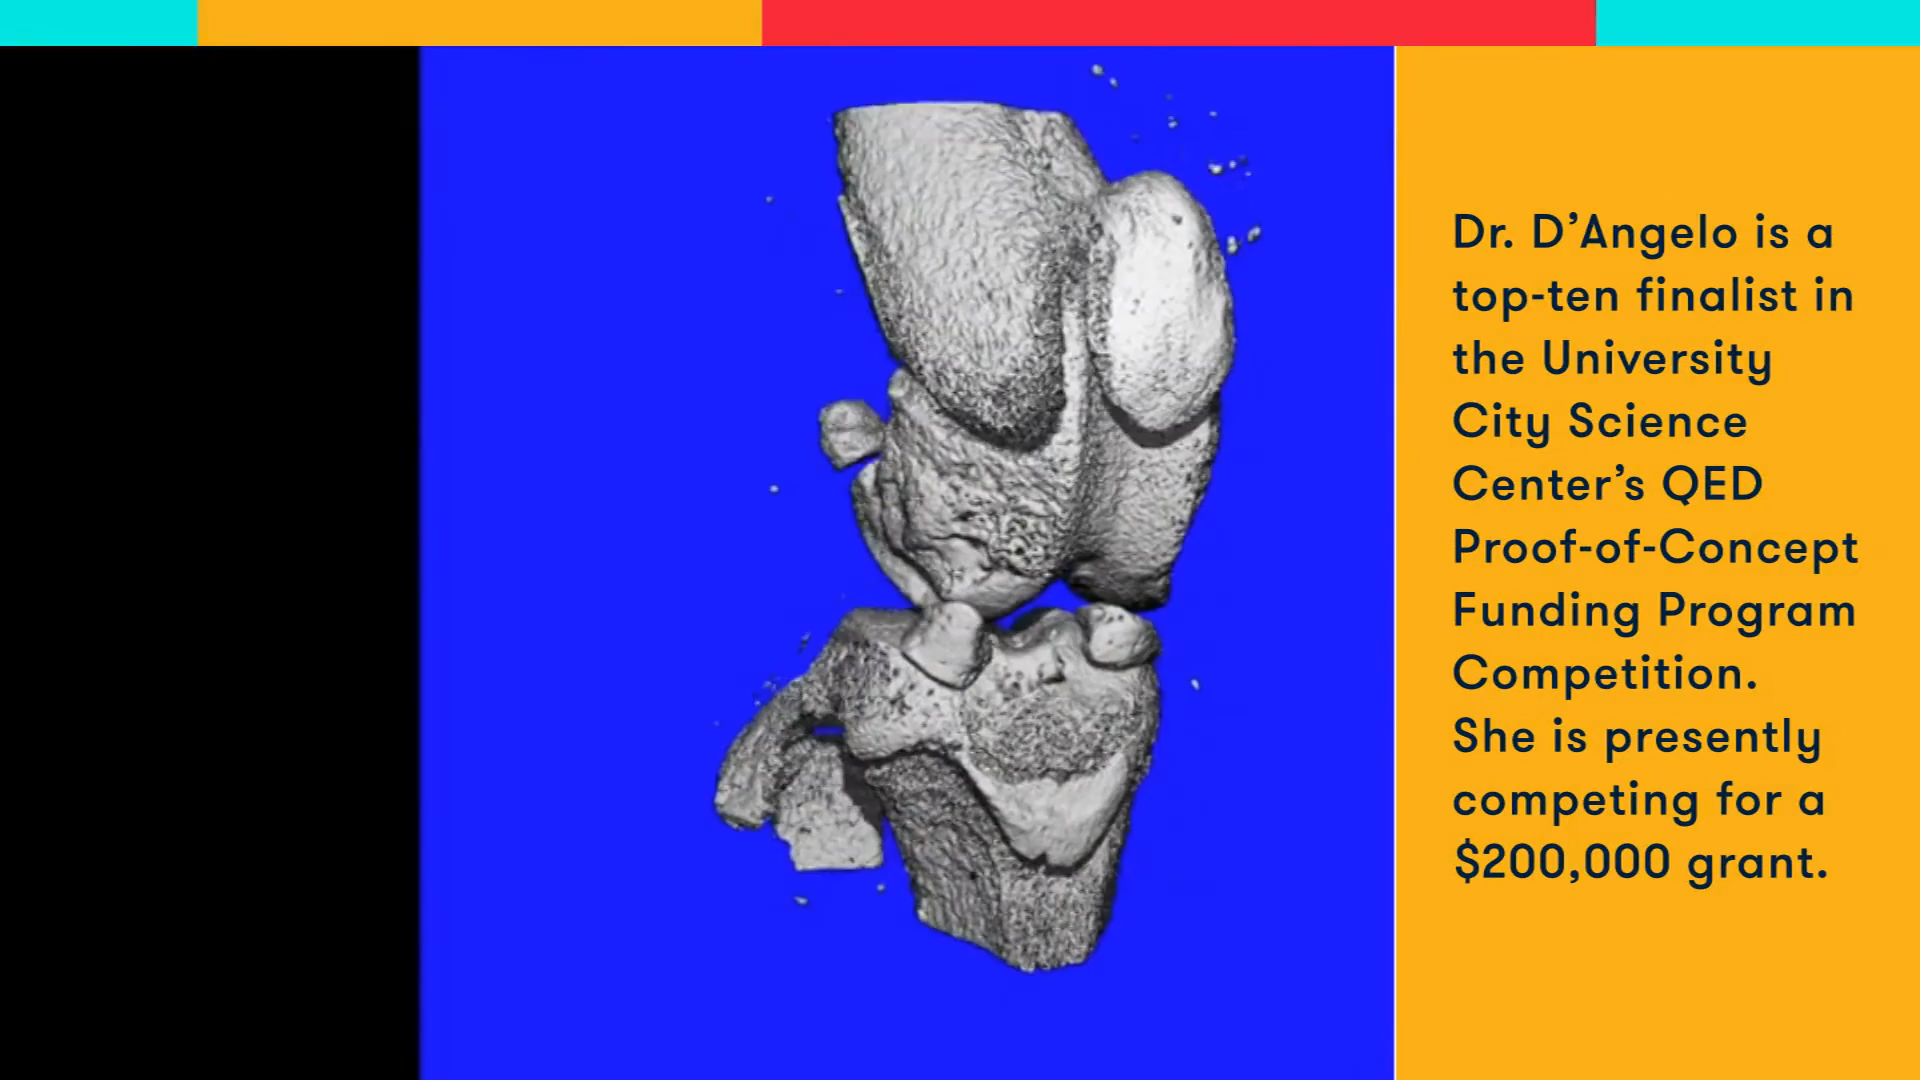 Dr. D’Angelo is a
top-ten finalist in
the University
City Science
Center’s QED
Proof-of-Concept
Funding Program
Competition.
She is presently
competing for a
$200,000 grant.